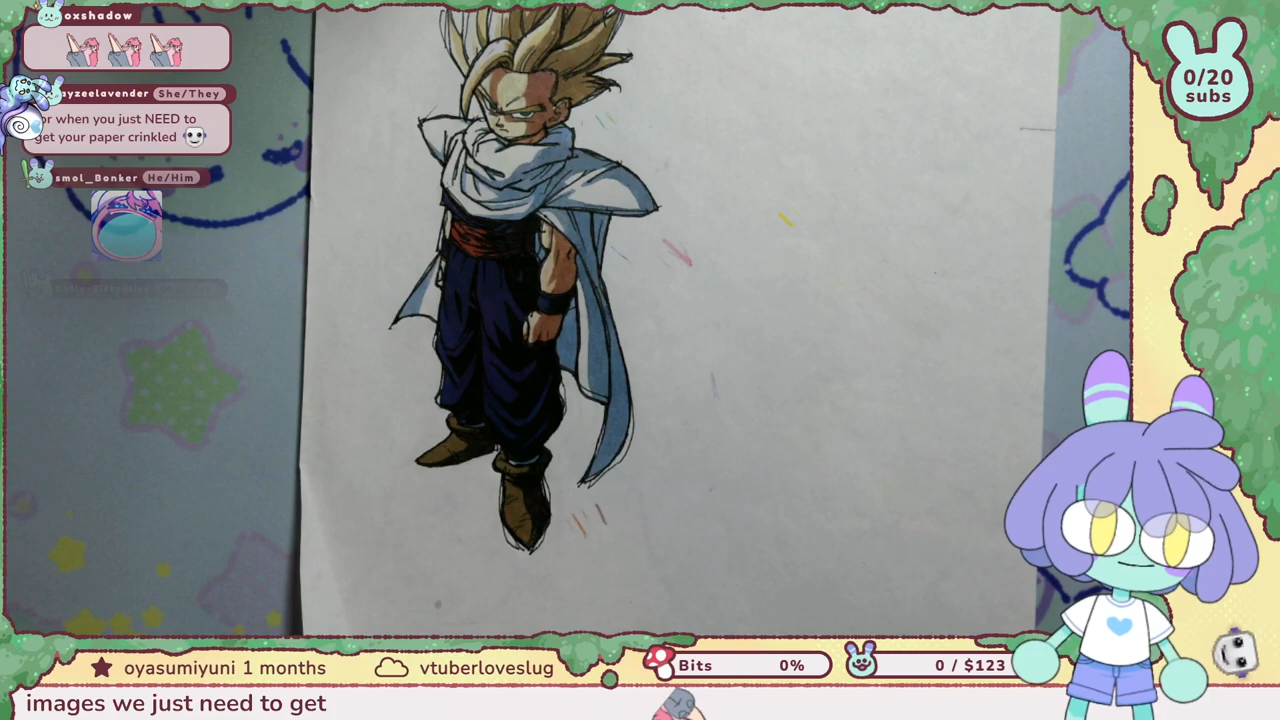 oxshadow
0/20
subs
ayzeelavender She/They
or when you just NEED to
get your paper crinkled
smol_Bonker He/Him
oyasumiyuni 1 months
vtuberloveslug
Bits 0%
0 / $123
images we just need to get